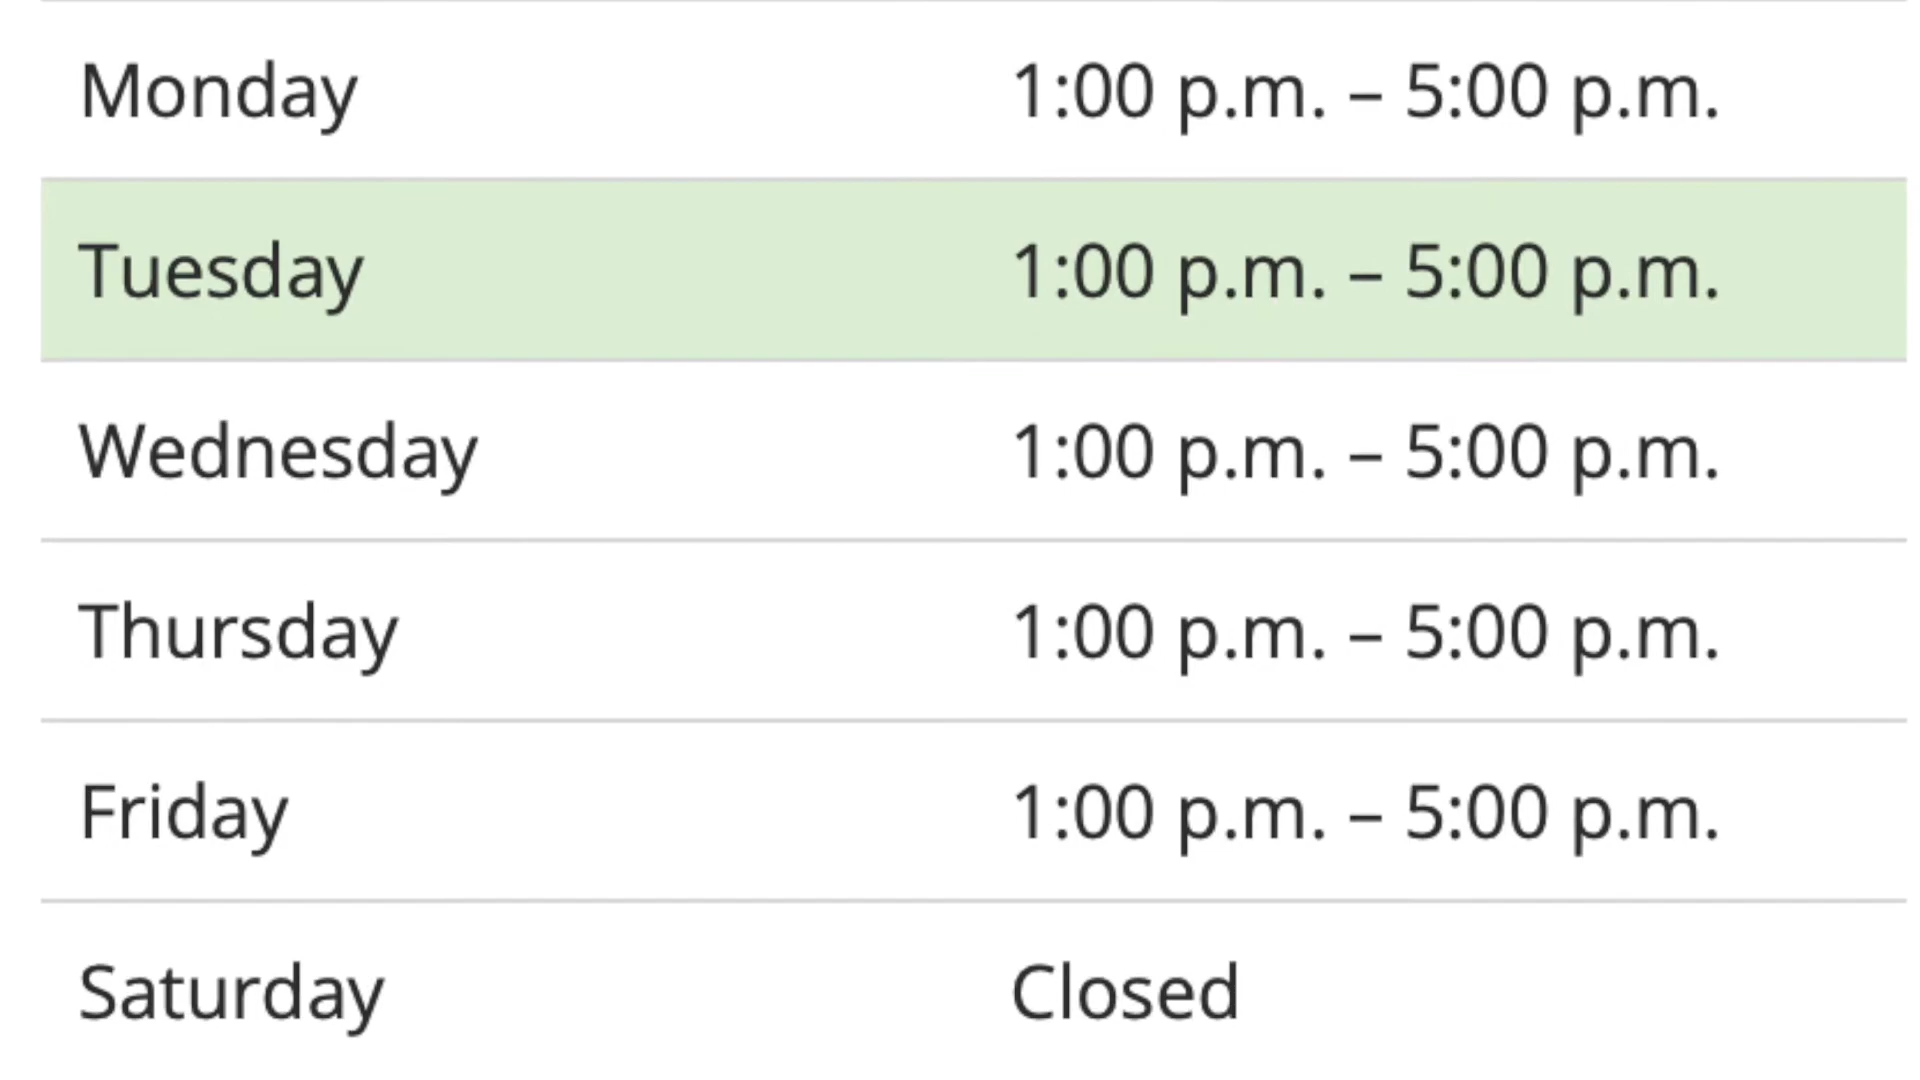 Monday 1:00 p.m. – 5:00 p.m.
Tuesday 1:00 p.m. – 5:00 p.m.
Wednesday 1:00 p.m. – 5:00 p.m.
Thursday 1:00 p.m. – 5:00 p.m.
Friday 1:00 p.m. – 5:00 p.m.
Saturday Closed